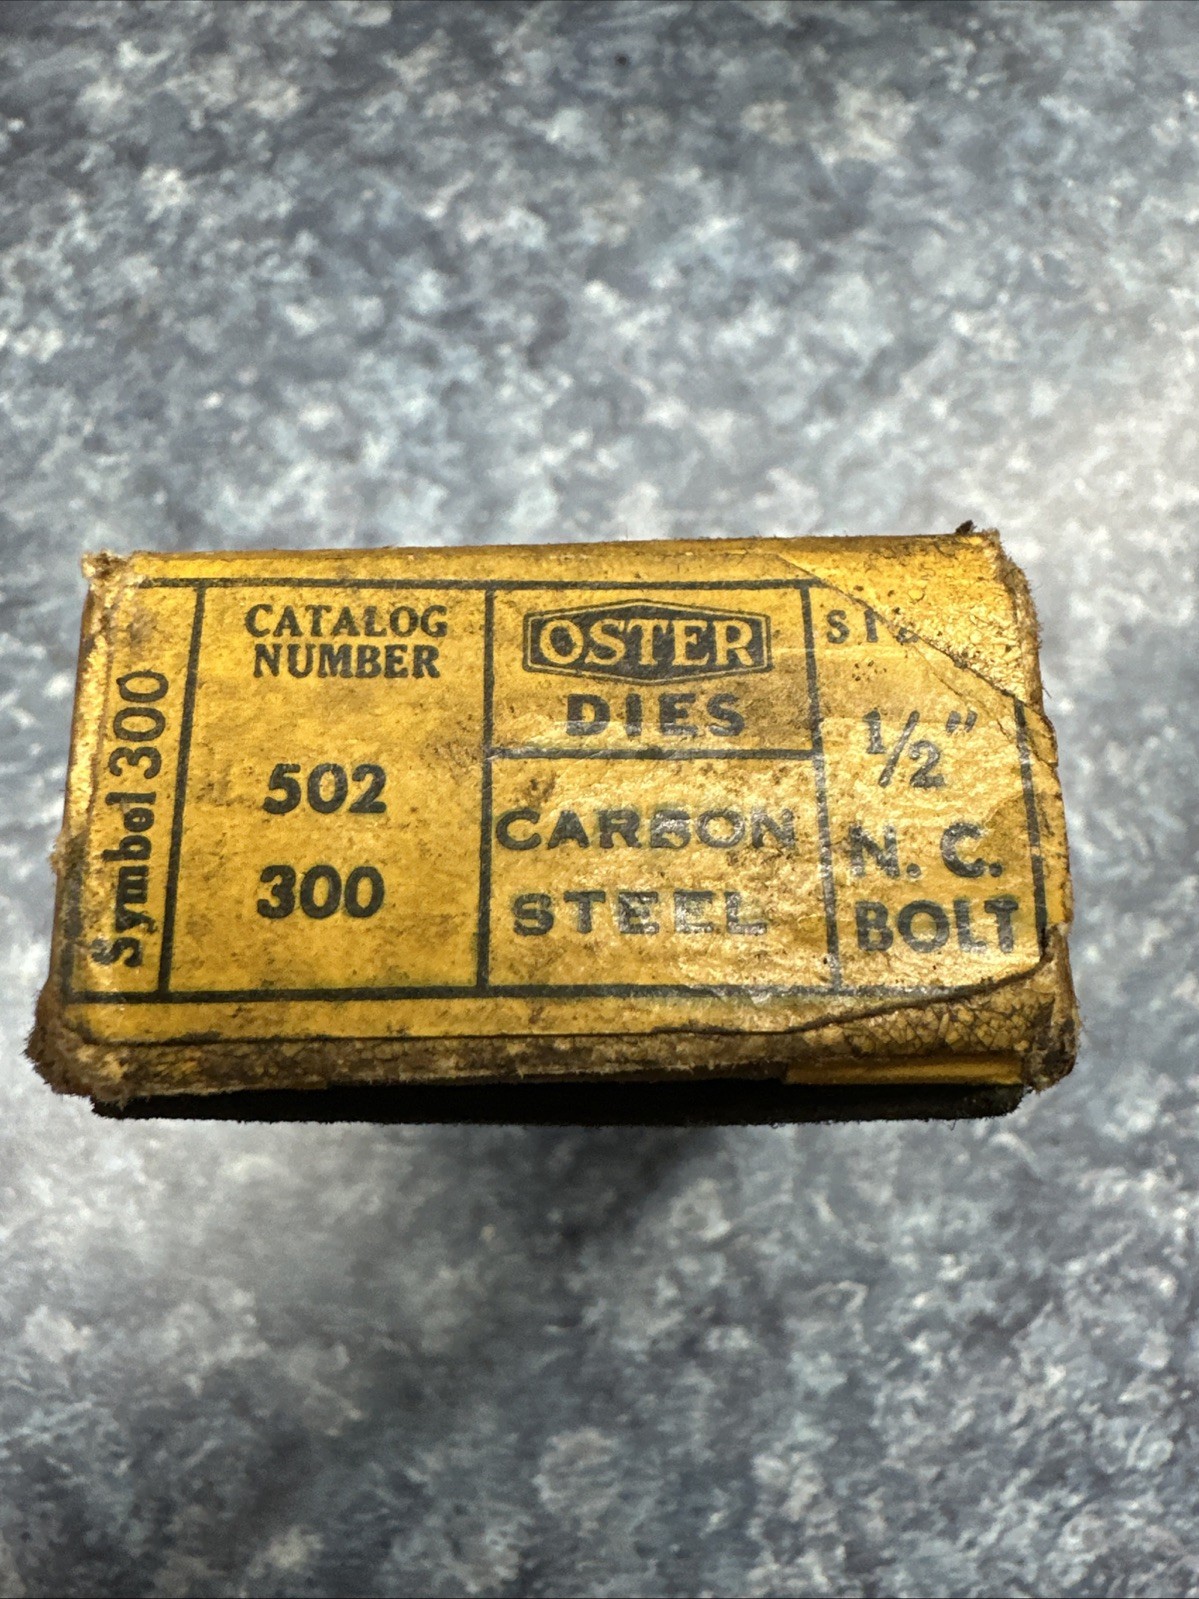 Symbol 300
CATALOG
NUMBER
502
300
OSTER
DIES
CARBON
STEEL
1/2"
N. C.
BOLT